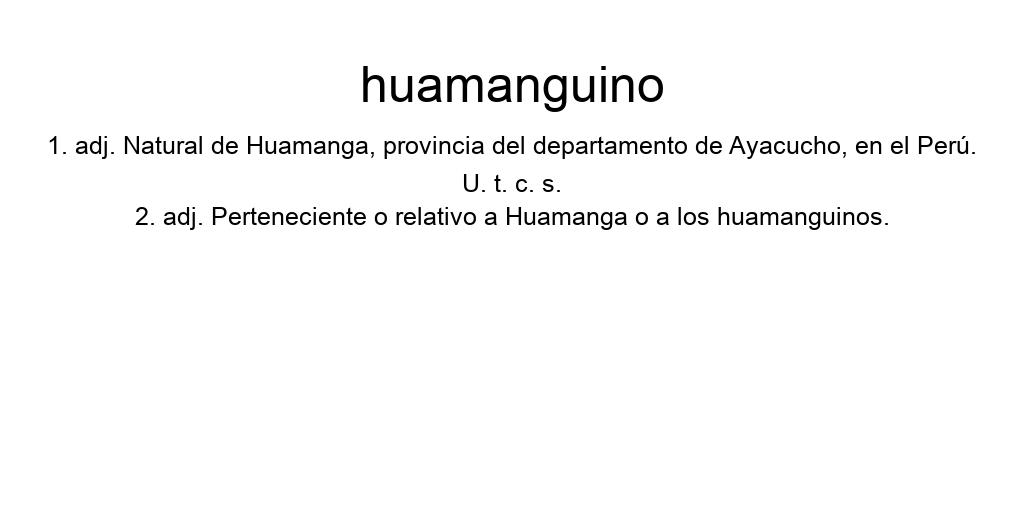 huamanguino
1. adj. Natural de Huamanga, provincia del departamento de Ayacucho, en el Perú.
U. t. c. s.
2. adj. Perteneciente o relativo a Huamanga o a los huamanguinos.